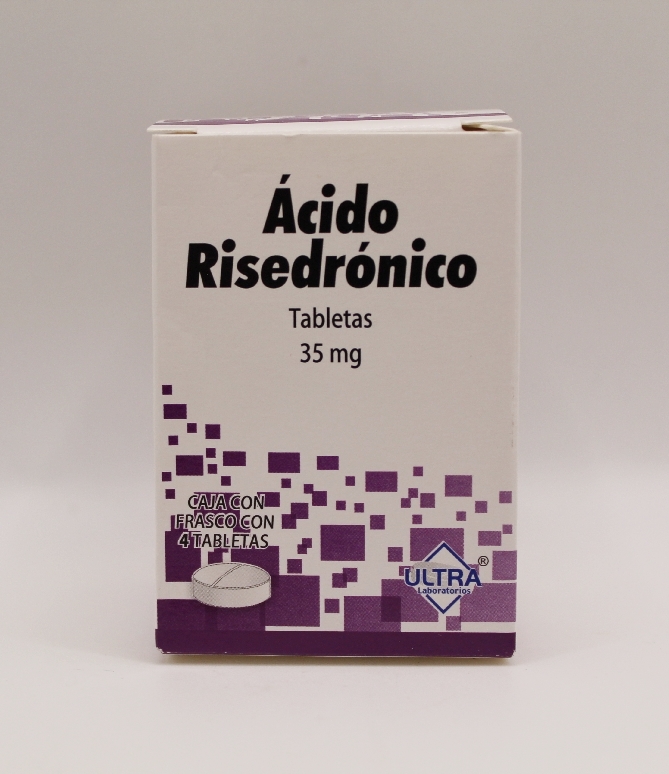 Ácido
Risedrónico
Tabletas
35 mg
CAJA CON
FRASCO CON
4 TABLETAS
ULTRA®
Laboratorios